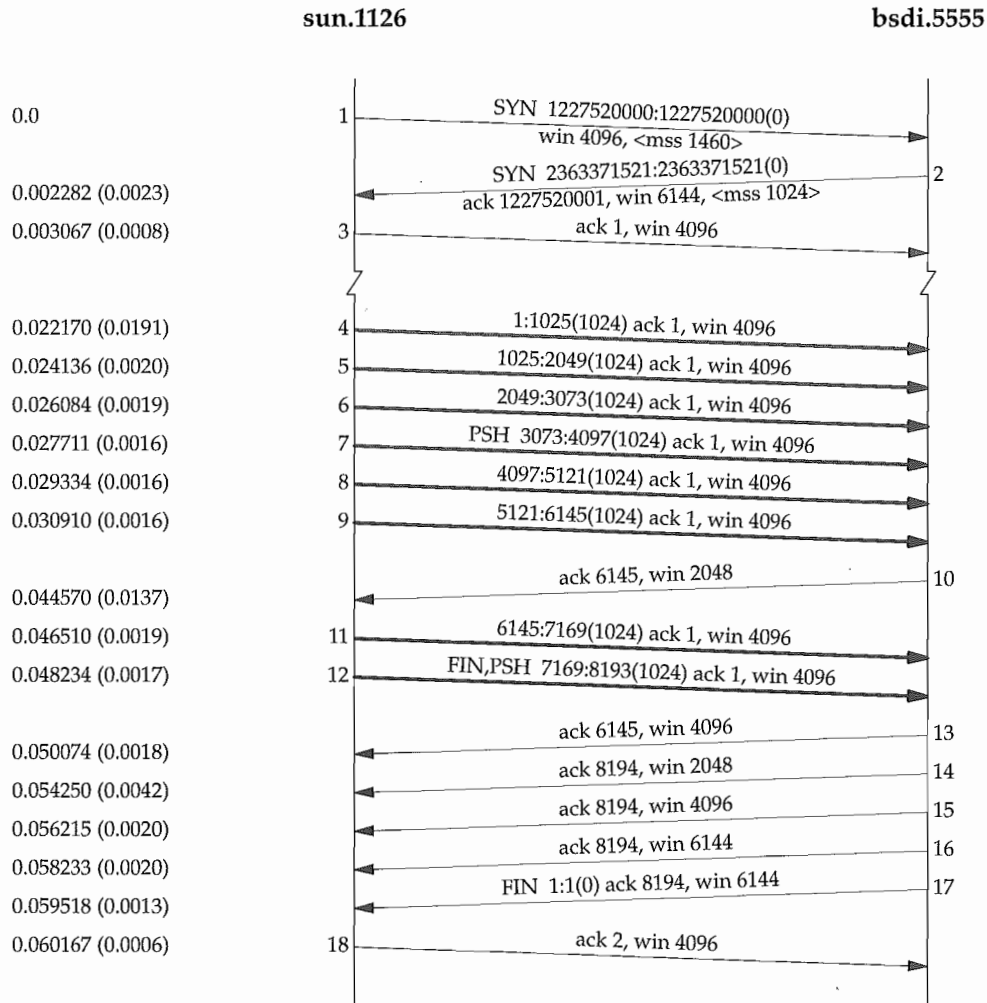 sun.1126 bsdi.5555
0.0 1 SYN 1227520000:1227520000(0)
win 4096, <mss 1460>
SYN 2363371521:2363371521(0) 2
0.002282 (0.0023) ack 1227520001, win 6144, <mss 1024>
0.003067 (0.0008) 3 ack 1, win 4096
0.022170 (0.0191) 4 1:1025(1024) ack 1, win 4096
0.024136 (0.0020) 5 1025:2049(1024) ack 1, win 4096
0.026084 (0.0019) 6 2049:3073(1024) ack 1, win 4096
0.027711 (0.0016) 7 PSH 3073:4097(1024) ack 1, win 4096
0.029334 (0.0016) 8 4097:5121(1024) ack 1, win 4096
0.030910 (0.0016) 9 5121:6145(1024) ack 1, win 4096
ack 6145, win 2048 10
0.044570 (0.0137)
0.046510 (0.0019) 11 6145:7169(1024) ack 1, win 4096
0.048234 (0.0017) 12 FIN,PSH 7169:8193(1024) ack 1, win 4096
ack 6145, win 4096 13
0.050074 (0.0018)
ack 8194, win 2048 14
0.054250 (0.0042)
ack 8194, win 4096 15
0.056215 (0.0020)
ack 8194, win 6144 16
0.058233 (0.0020)
FIN 1:1(0) ack 8194, win 6144 17
0.059518 (0.0013)
0.060167 (0.0006) 18 ack 2, win 4096